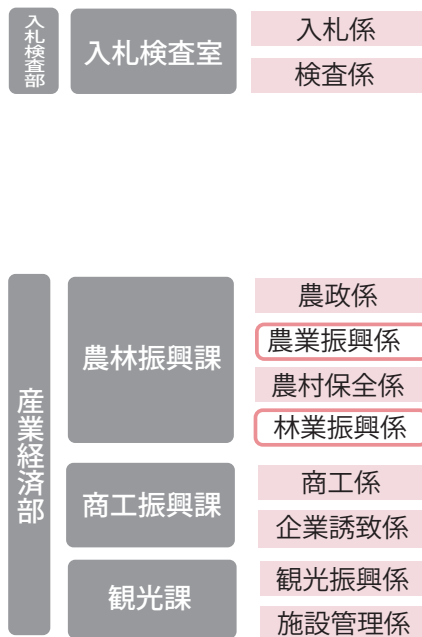 入札検査部
入札検査室
入札係
検査係
産業経済部
農林振興課
農政係
農業振興係
農村保全係
林業振興係
商工振興課
商工係
企業誘致係
観光課
観光振興係
施設管理係